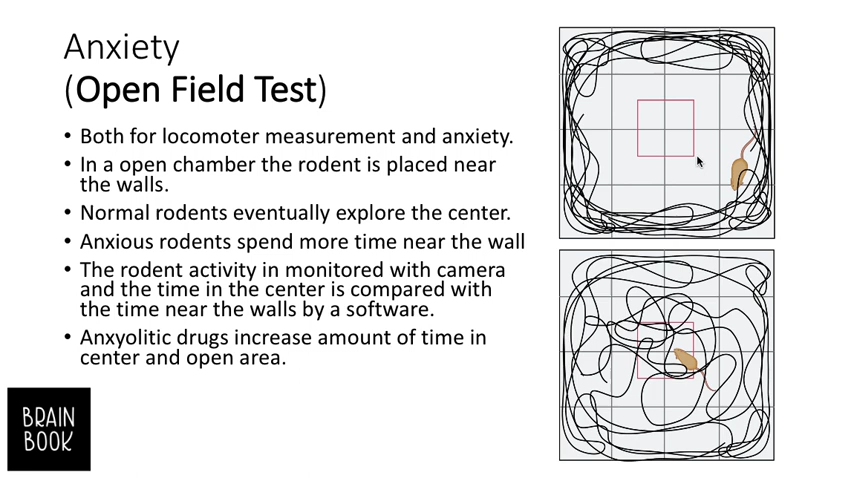 Anxiety
(Open Field Test)
• Both for locomoter measurement and anxiety.
• In a open chamber the rodent is placed near
the walls.
• Normal rodents eventually explore the center.
• Anxious rodents spend more time near the wall
• The rodent activity in monitored with camera
and the time in the center is compared with
the time near the walls by a software.
• Anxyolitic drugs increase amount of time in
center and open area.
BRAIN
BOOK